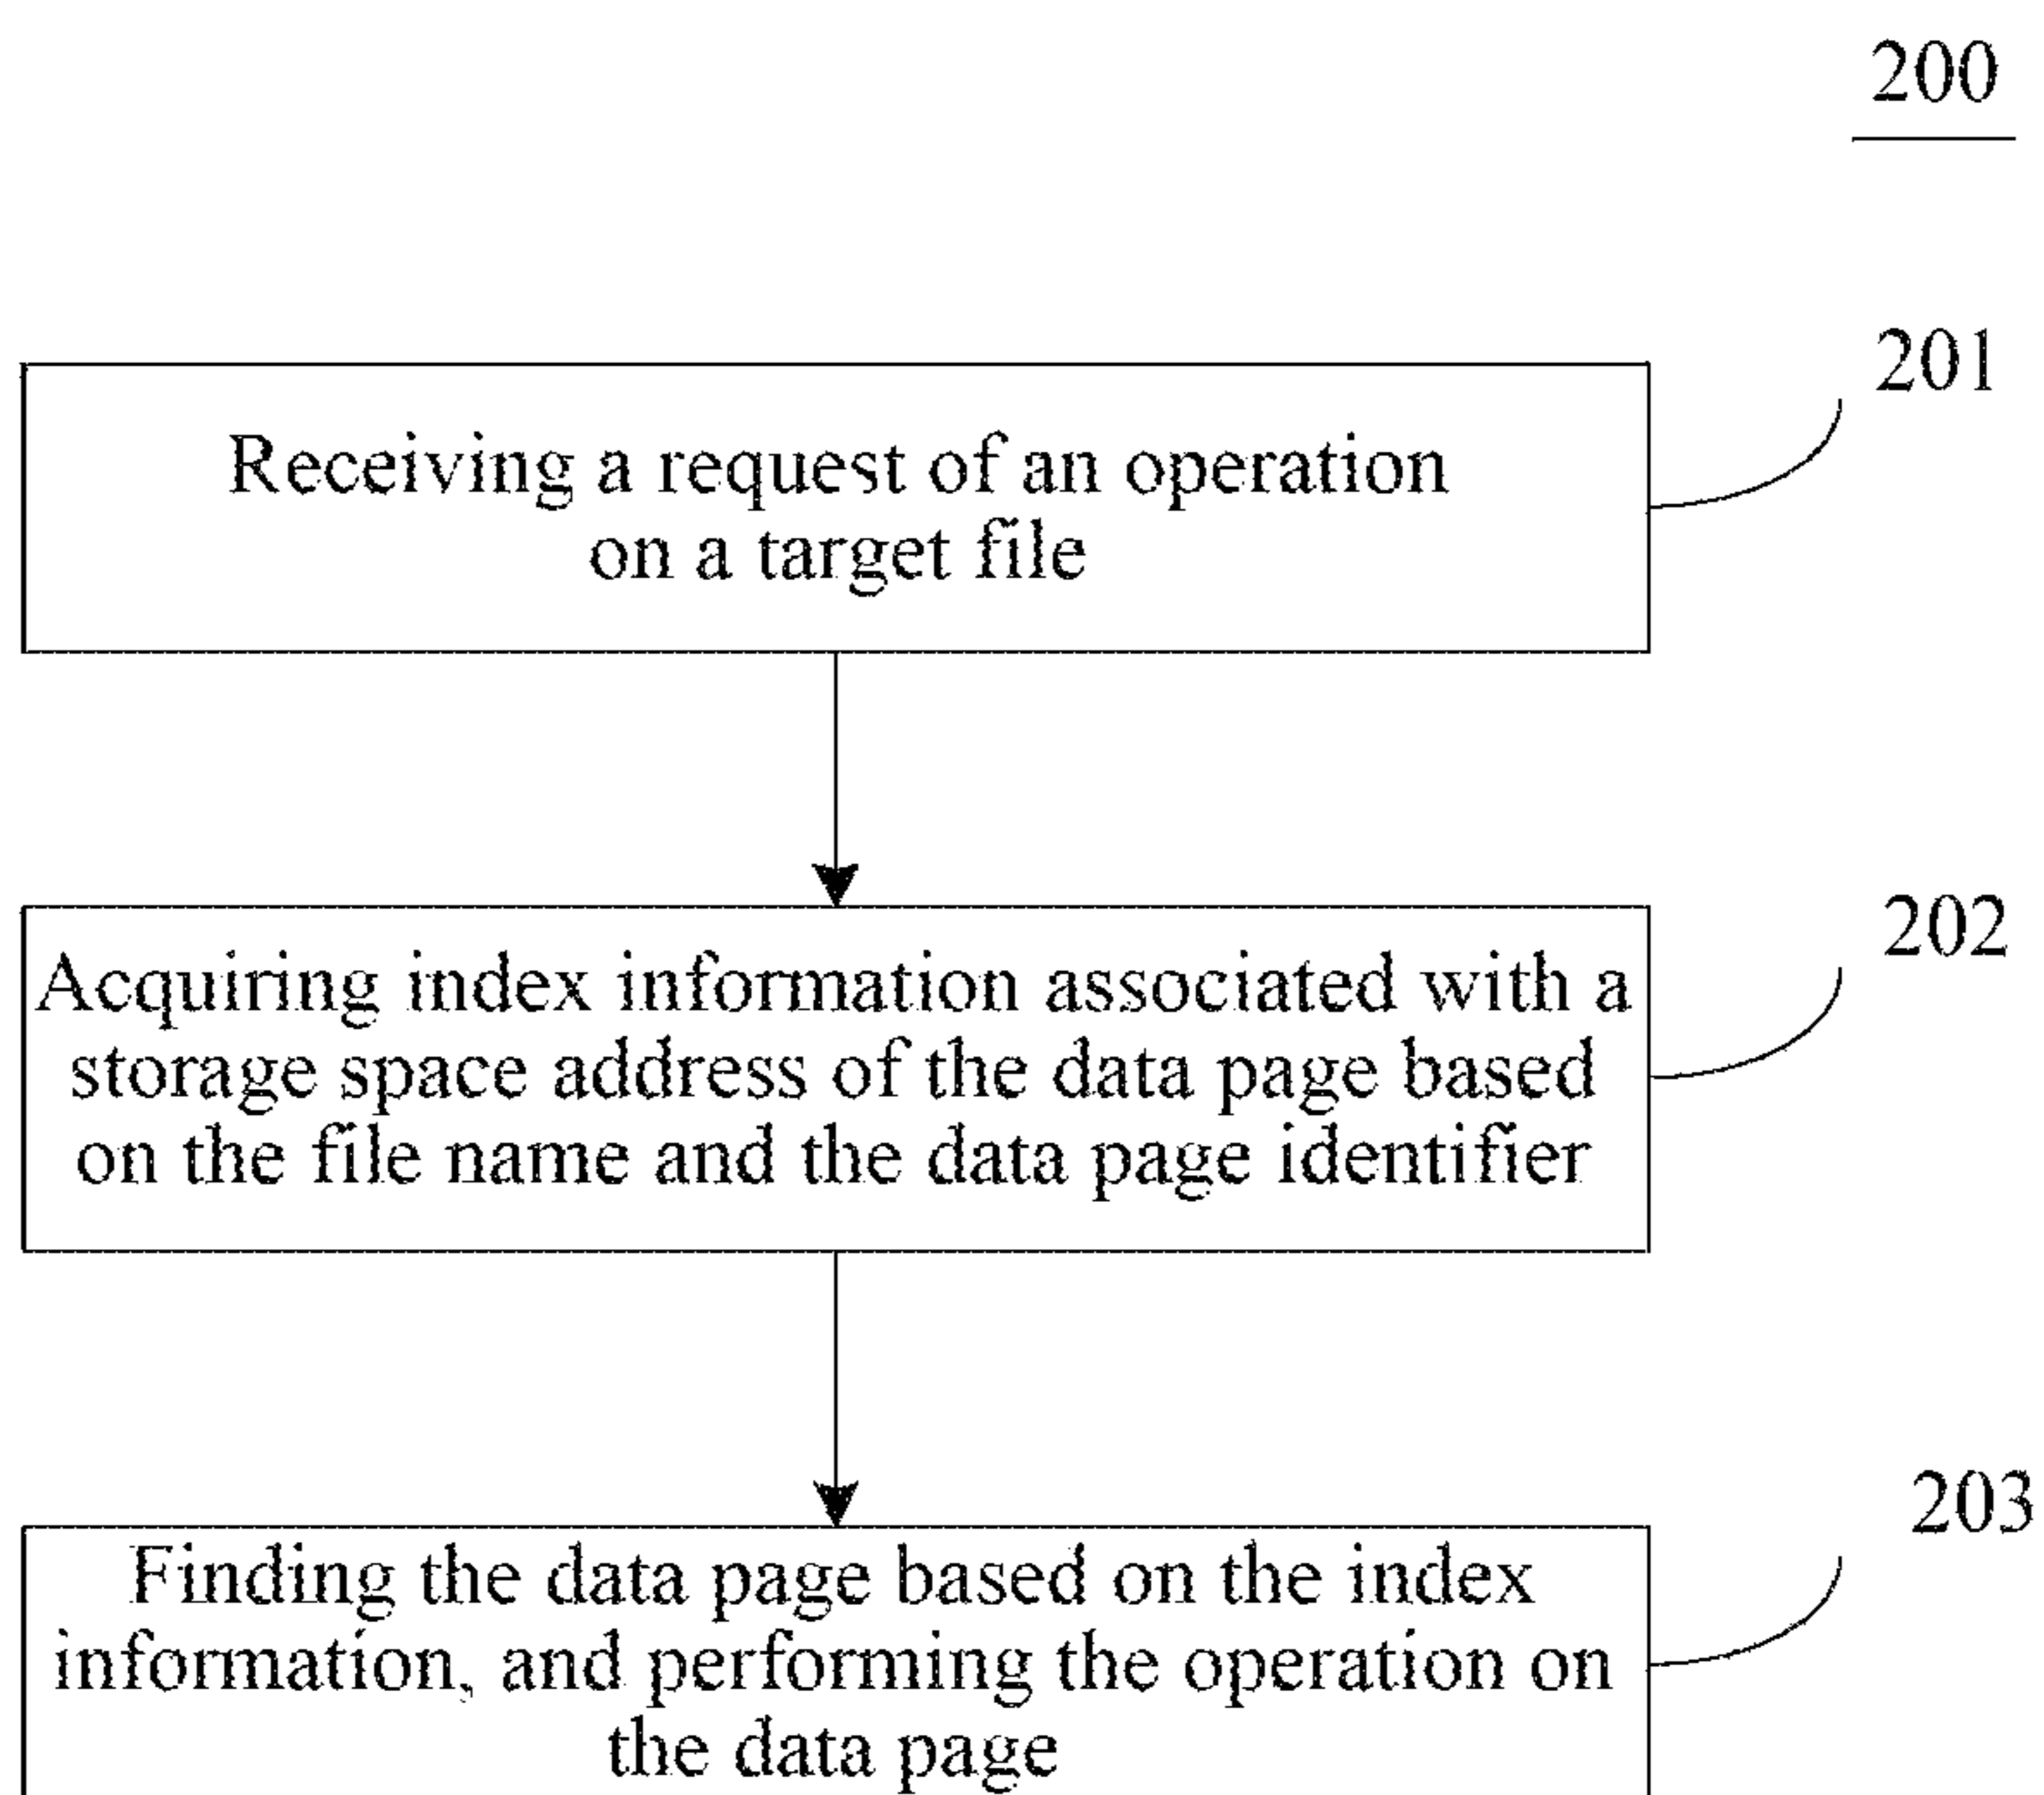 200
201
Receiving a request of an operation
on a target file
202
Acquiring index information associated with a
storage space address of the data page based
on the file name and the data page identifier
203
Finding the data page based on the index
information, and performing the operation on
the data page